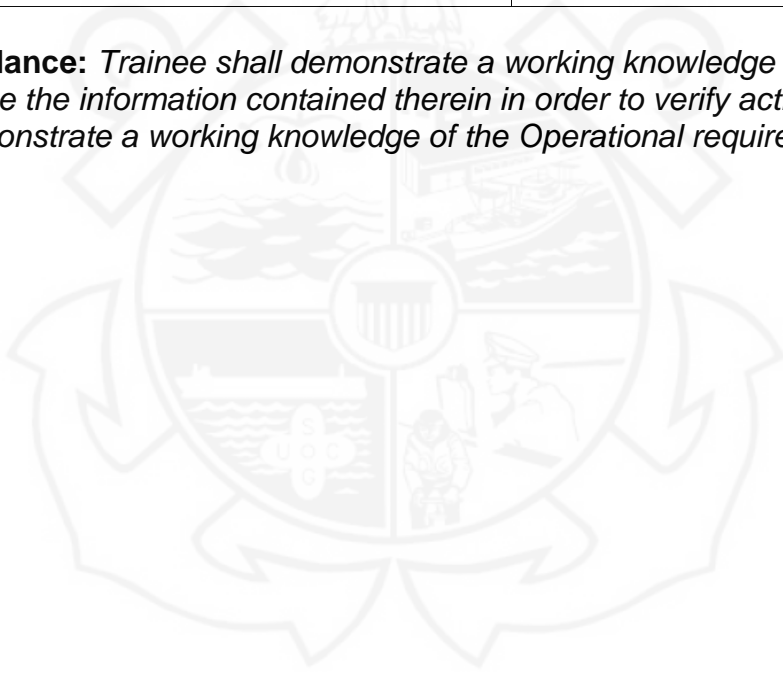 lance: Trainee shall demonstrate a working knowledge
e the information contained therein in order to verify act
onstrate a working knowledge of the Operational require
S
U O C
G